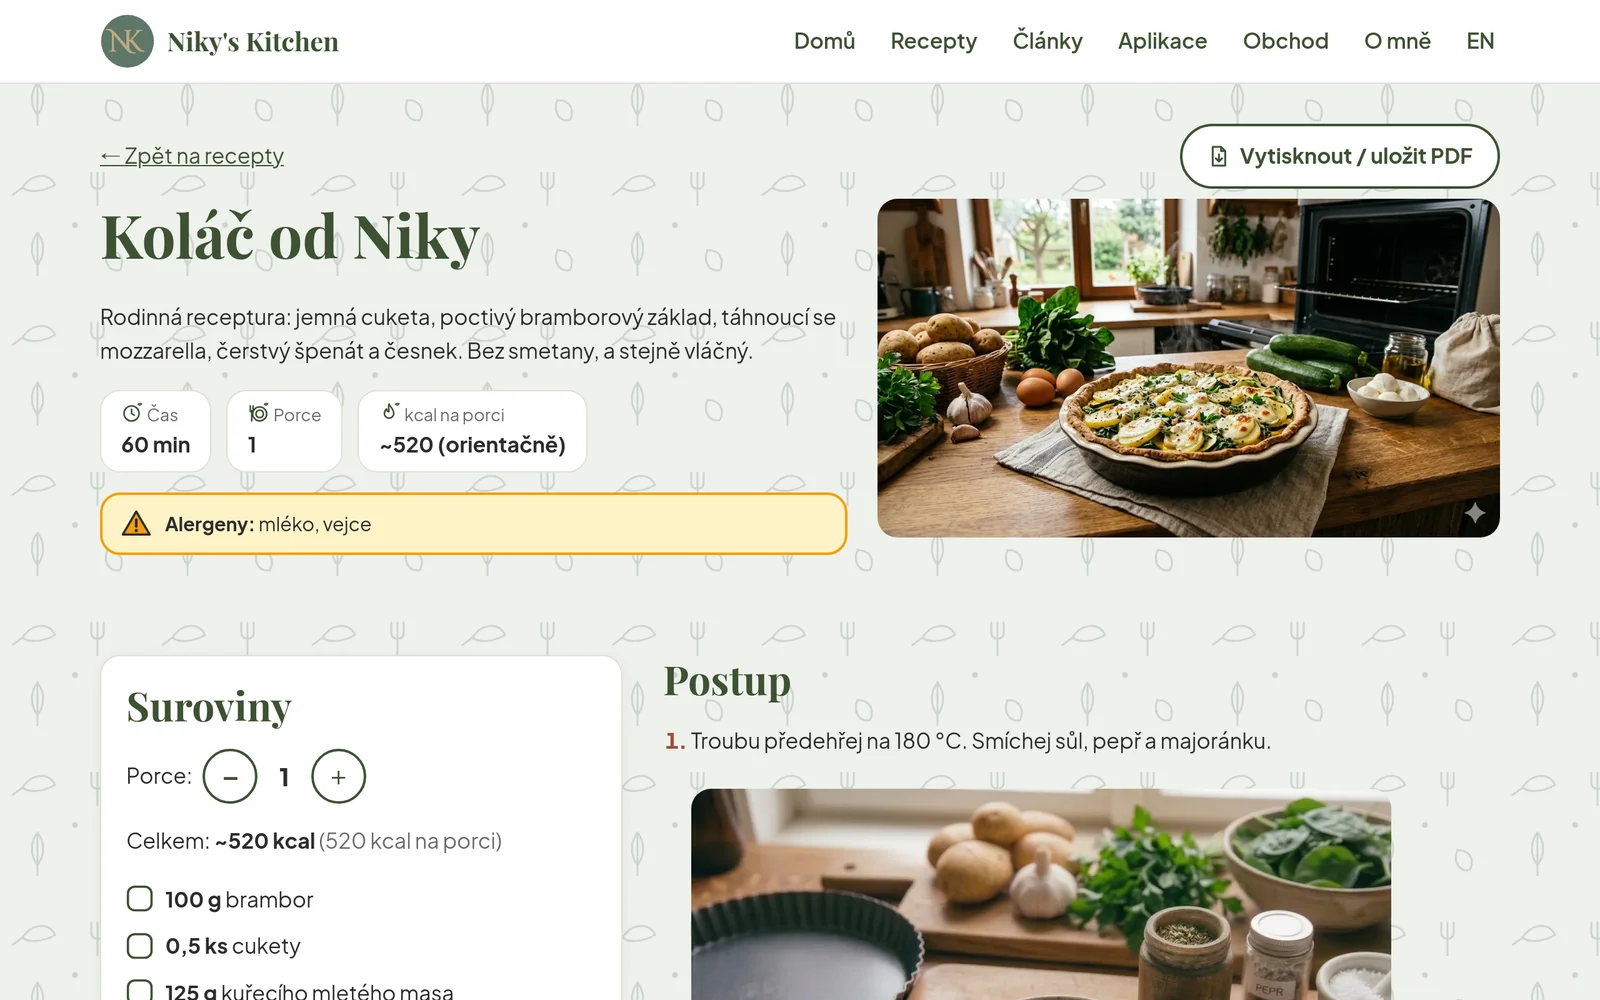 NK Niky's Kitchen
Domů Recepty Články Aplikace Obchod O mně EN
← Zpět na recepty
Vytisknout / uložit PDF
Koláč od Niky
Rodinná receptura: jemná cuketa, poctivý bramborový základ, táhnoucí se
mozzarella, čerstvý špenát a česnek. Bez smetany, a stejně vláčný.
Čas
60 min
Porce
1
kcal na porci
~520 (orientačně)
Alergeny: mléko, vejce
Suroviny
Porce: − 1 +
Celkem: ~520 kcal (520 kcal na porci)
100 g brambor
0,5 ks cukety
125 g kuřecího mletého masa
Postup
1. Troubu předehřej na 180 °C. Smíchej sůl, pepř a majoránku.
PEPŘ